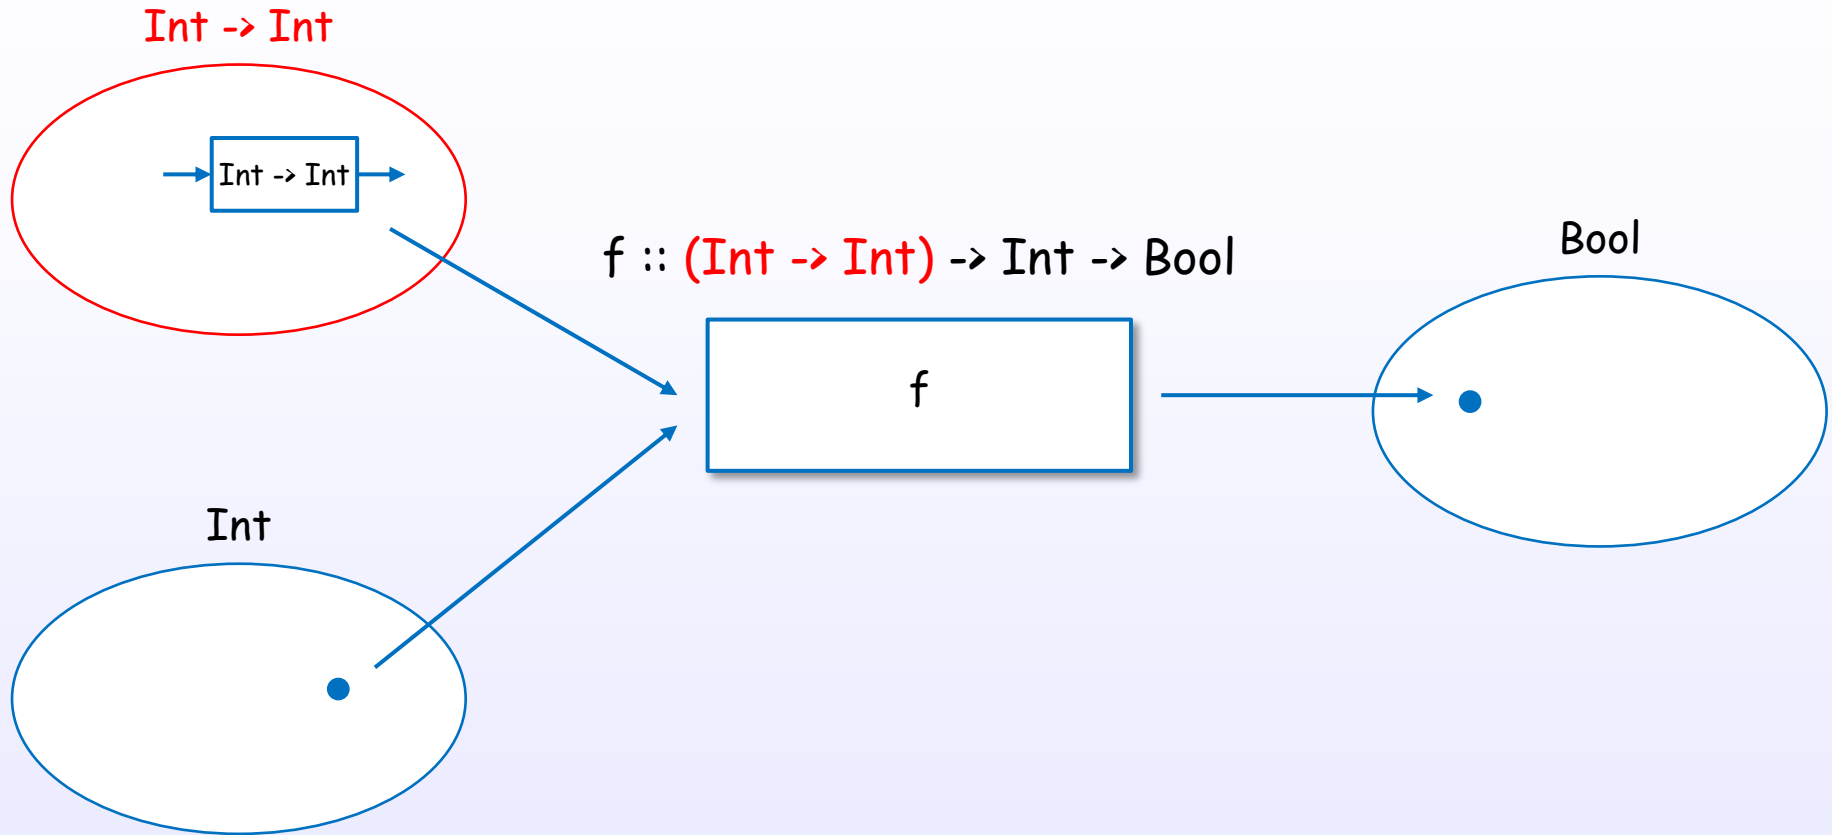 Int -> Int
Int -> Int
f :: (Int -> Int) -> Int -> Bool
Bool
f
Int